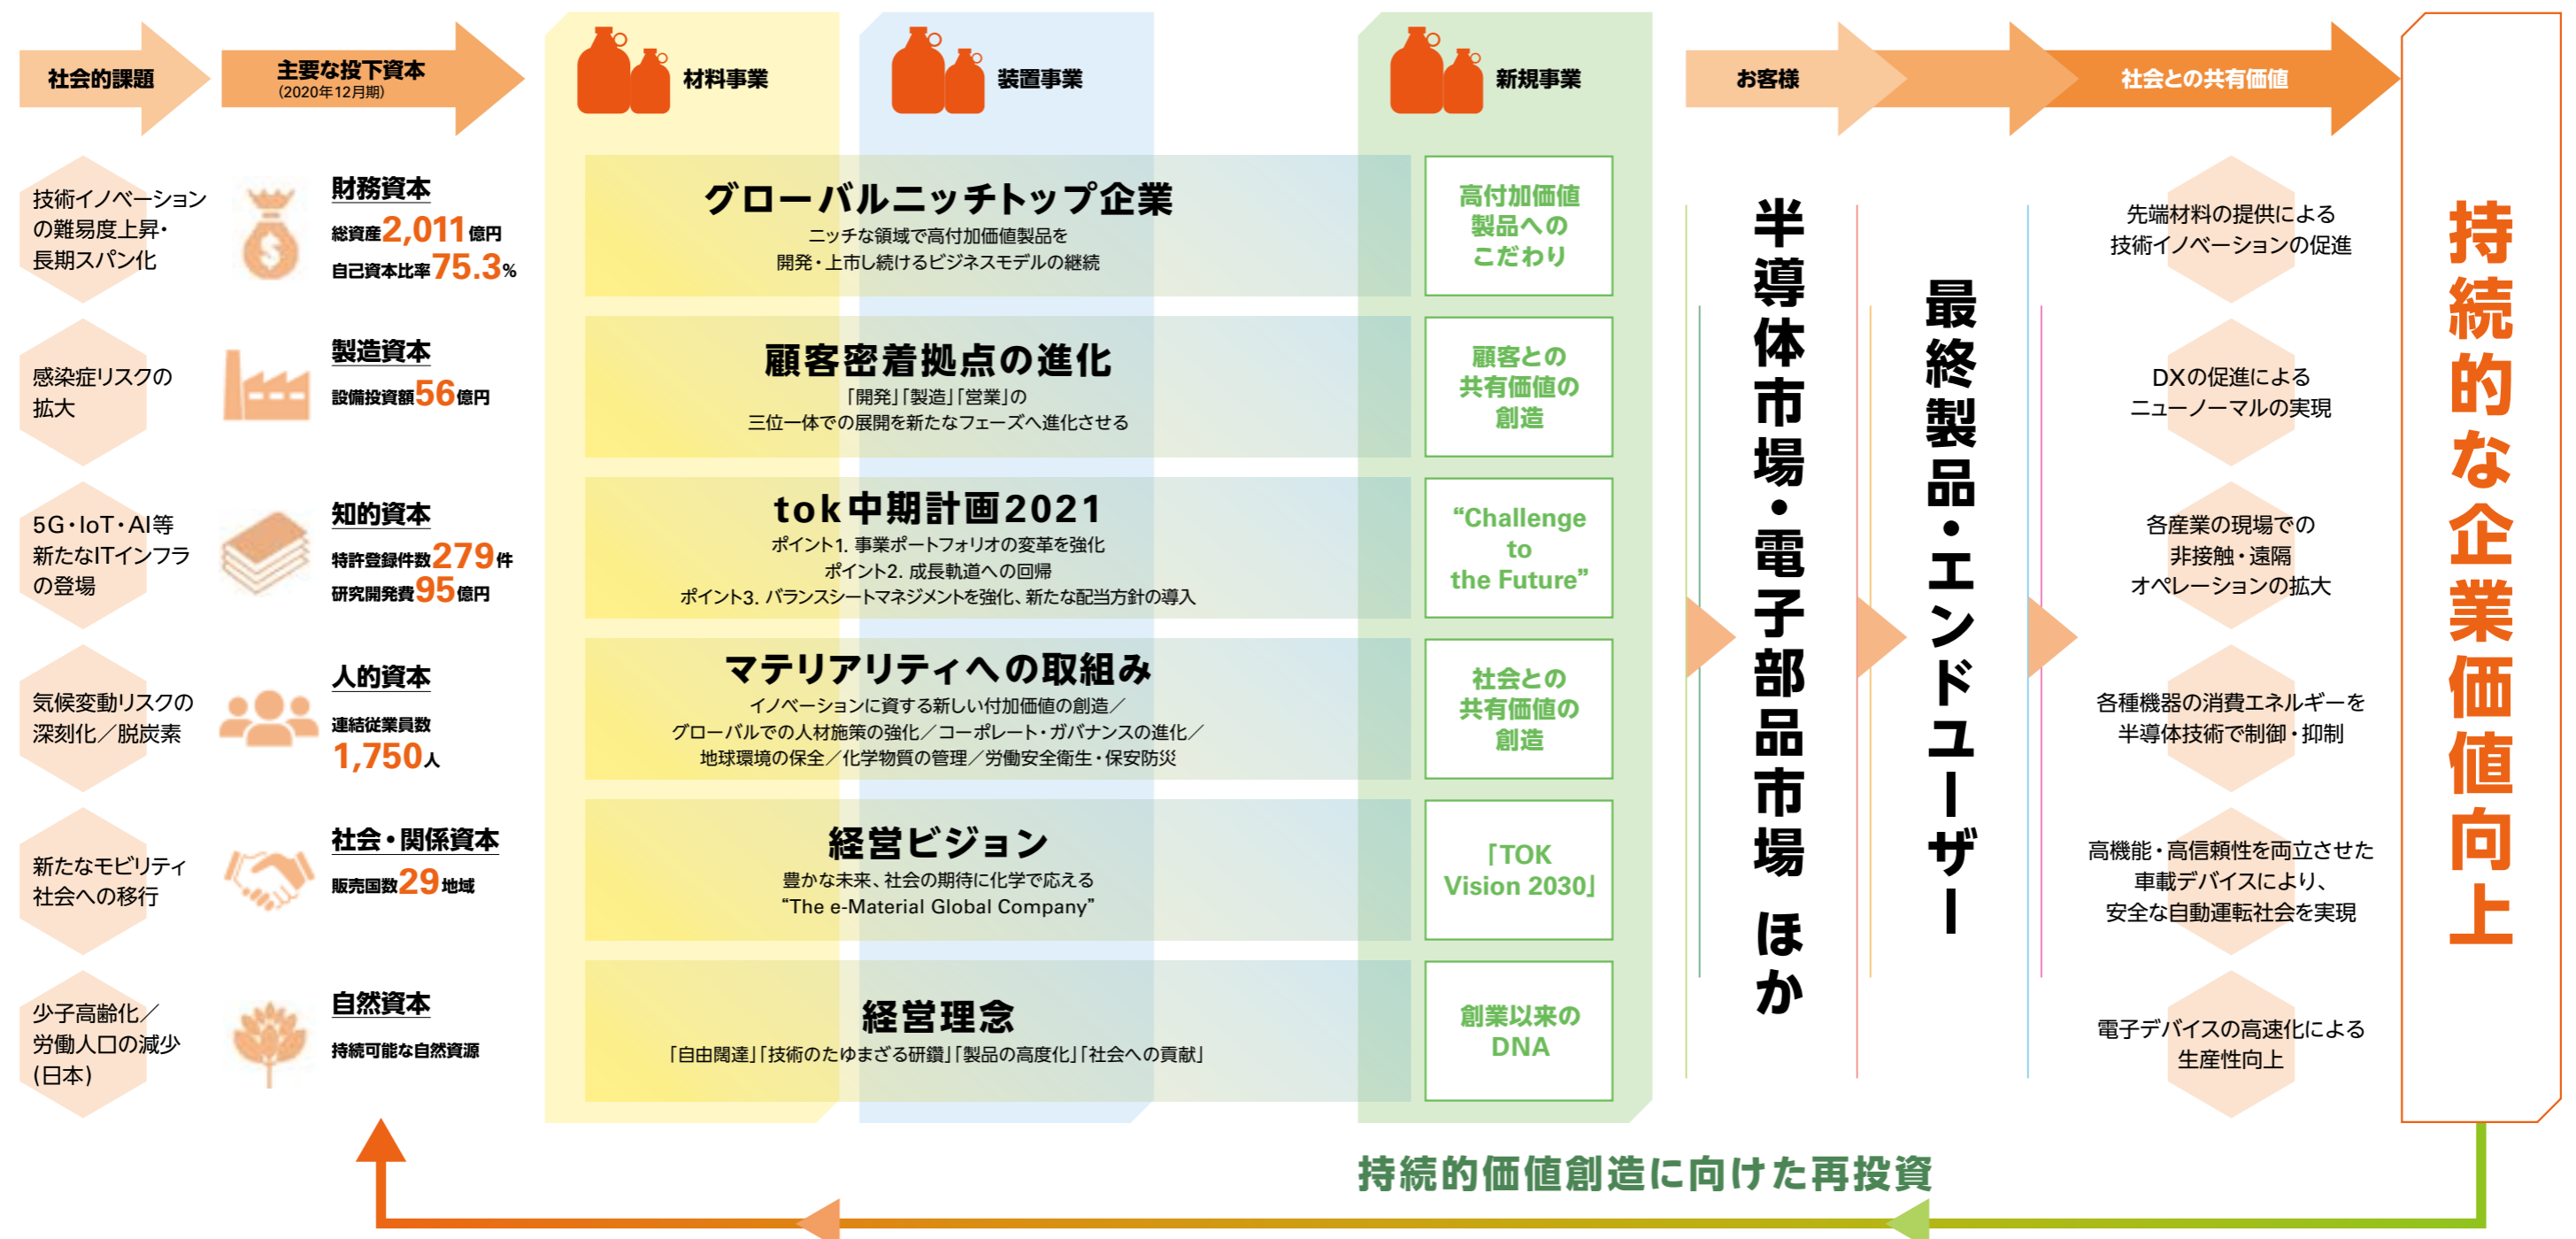 社会的課題
主要な投下資本
(2020年12月期)
材料事業
装置事業
新規事業
お客様
社会との共有価値
技術イノベーション
の難易度上昇・
長期スパン化
感染症リスクの
拡大
5G・IoT・AI等
新たなITインフラ
の登場
気候変動リスクの
深刻化／脱炭素
新たなモビリティ
社会への移行
少子高齢化／
労働人口の減少
(日本)
財務資本
総資産2,011億円
自己資本比率75.3%
製造資本
設備投資額56億円
知的資本
特許登録件数279件
研究開発費95億円
人的資本
連結従業員数
1,750人
社会・関係資本
販売国数29地域
自然資本
持続可能な自然資源
グローバルニッチトップ企業
ニッチな領域で高付加価値製品を
開発・上市し続けるビジネスモデルの継続
高付加価値
製品への
こだわり
顧客密着拠点の進化
「開発」「製造」「営業」の
三位一体での展開を新たなフェーズへ進化させる
顧客との
共有価値の
創造
tok中期計画2021
ポイント1. 事業ポートフォリオの変革を強化
ポイント2. 成長軌道への回帰
ポイント3. バランスシートマネジメントを強化、新たな配当方針の導入
“Challenge
to
the Future”
マテリアリティへの取組み
イノベーションに資する新しい付加価値の創造／
グローバルでの人材施策の強化／コーポレート・ガバナンスの進化／
地球環境の保全／化学物質の管理／労働安全衛生・保安防災
社会との
共有価値の
創造
経営ビジョン
豊かな未来、社会の期待に化学で応える
“The e-Material Global Company”
「TOK
Vision 2030」
経営理念
「自由闊達」「技術のたゆまざる研鑽」「製品の高度化」「社会への貢献」
創業以来の
DNA
半導体市場・電子部品市場 ほか
最終製品・エンドユーザー
先端材料の提供による
技術イノベーションの促進
DXの促進による
ニューノーマルの実現
各産業の現場での
非接触・遠隔
オペレーションの拡大
各種機器の消費エネルギーを
半導体技術で制御・抑制
高機能・高信頼性を両立させた
車載デバイスにより、
安全な自動運転社会を実現
電子デバイスの高速化による
生産性向上
持続的な企業価値向上
持続的価値創造に向けた再投資